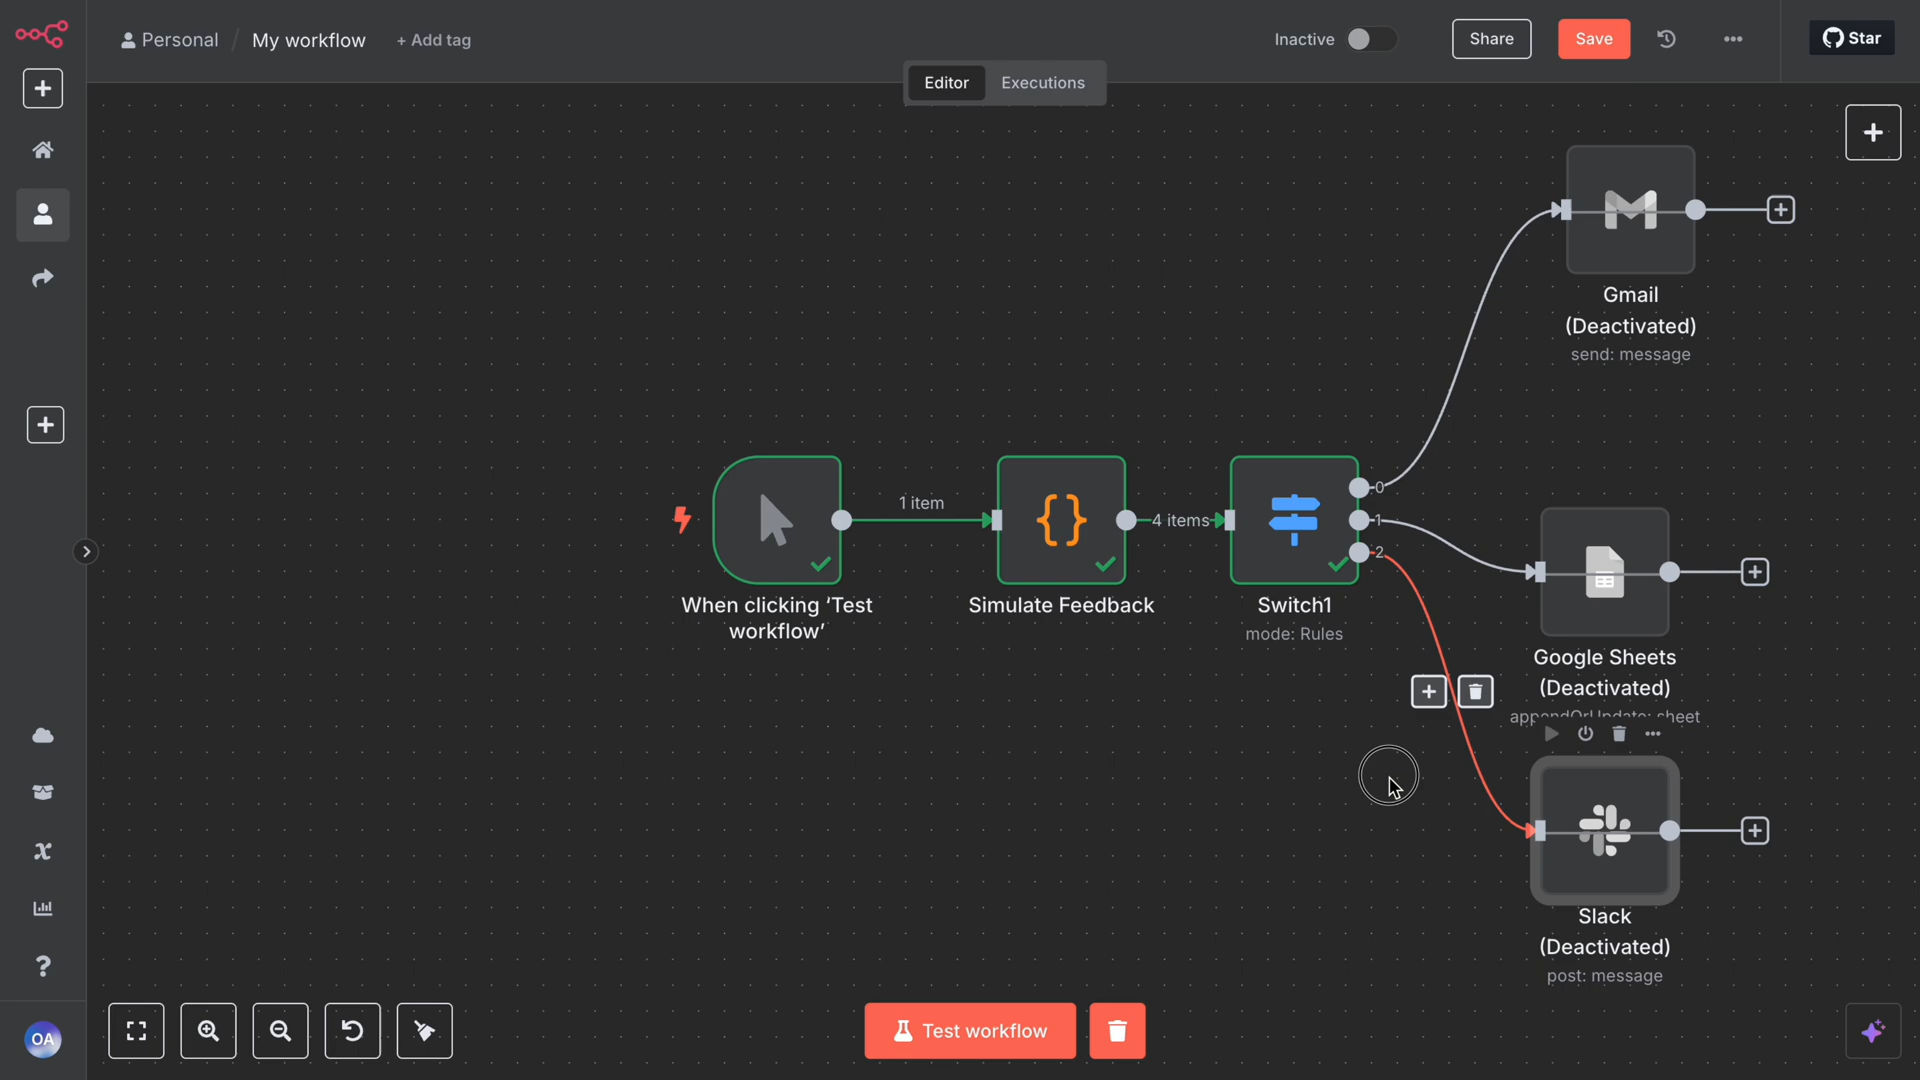 Personal / My workflow + Add tag
Inactive
Share
Save
Star
Editor
Executions
Gmail
(Deactivated)
send: message
1 item
4 items
0
1
2
When clicking ‘Test
workflow’
Simulate Feedback
Switch1
mode: Rules
Google Sheets
(Deactivated)
appendOrUpdate: sheet
Slack
(Deactivated)
post: message
OA
Test workflow